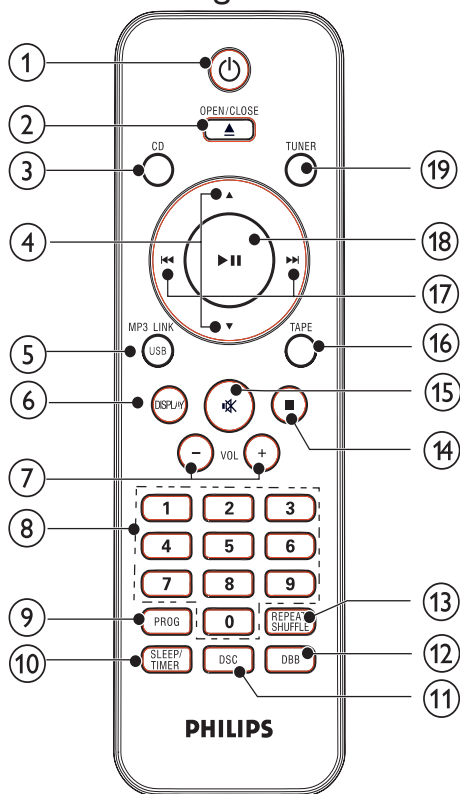 1
OPEN/CLOSE
2
CD
TUNER
3
19
4
18
17
MP3 LINK
TAPE
5
USB
16
6
DISPLAY
15
14
7
- VOL +
8
1 2 3
4 5 6
7 8 9
9
PROG
0
REPEAT/
SHUFFLE
13
10
SLEEP/
TIMER
DSC
DBB
12
11
PHILIPS